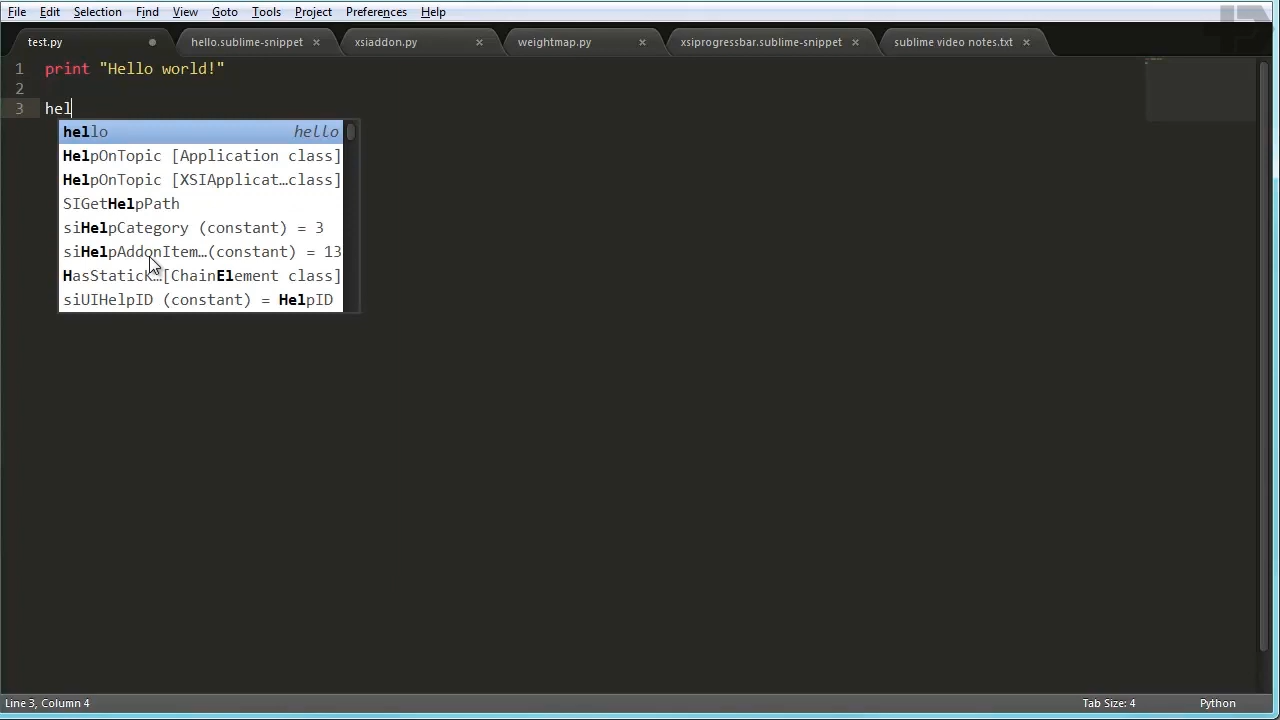 File Edit Selection Find View Goto Tools Project Preferences Help
test.py hello.sublime-snippet xsiaddon.py weightmap.py xsiprogressbar.sublime-snippet sublime video notes.txt
1 print "Hello world!"
2
3 hel
hello hello
HelpOnTopic [Application class]
HelpOnTopic [XSIApplicat…class]
SIGetHelpPath
siHelpCategory (constant) = 3
siHelpAddonItem…(constant) = 13
HasStaticK…[ChainElement class]
siUIHelpID (constant) = HelpID
Line 3, Column 4 Tab Size: 4 Python